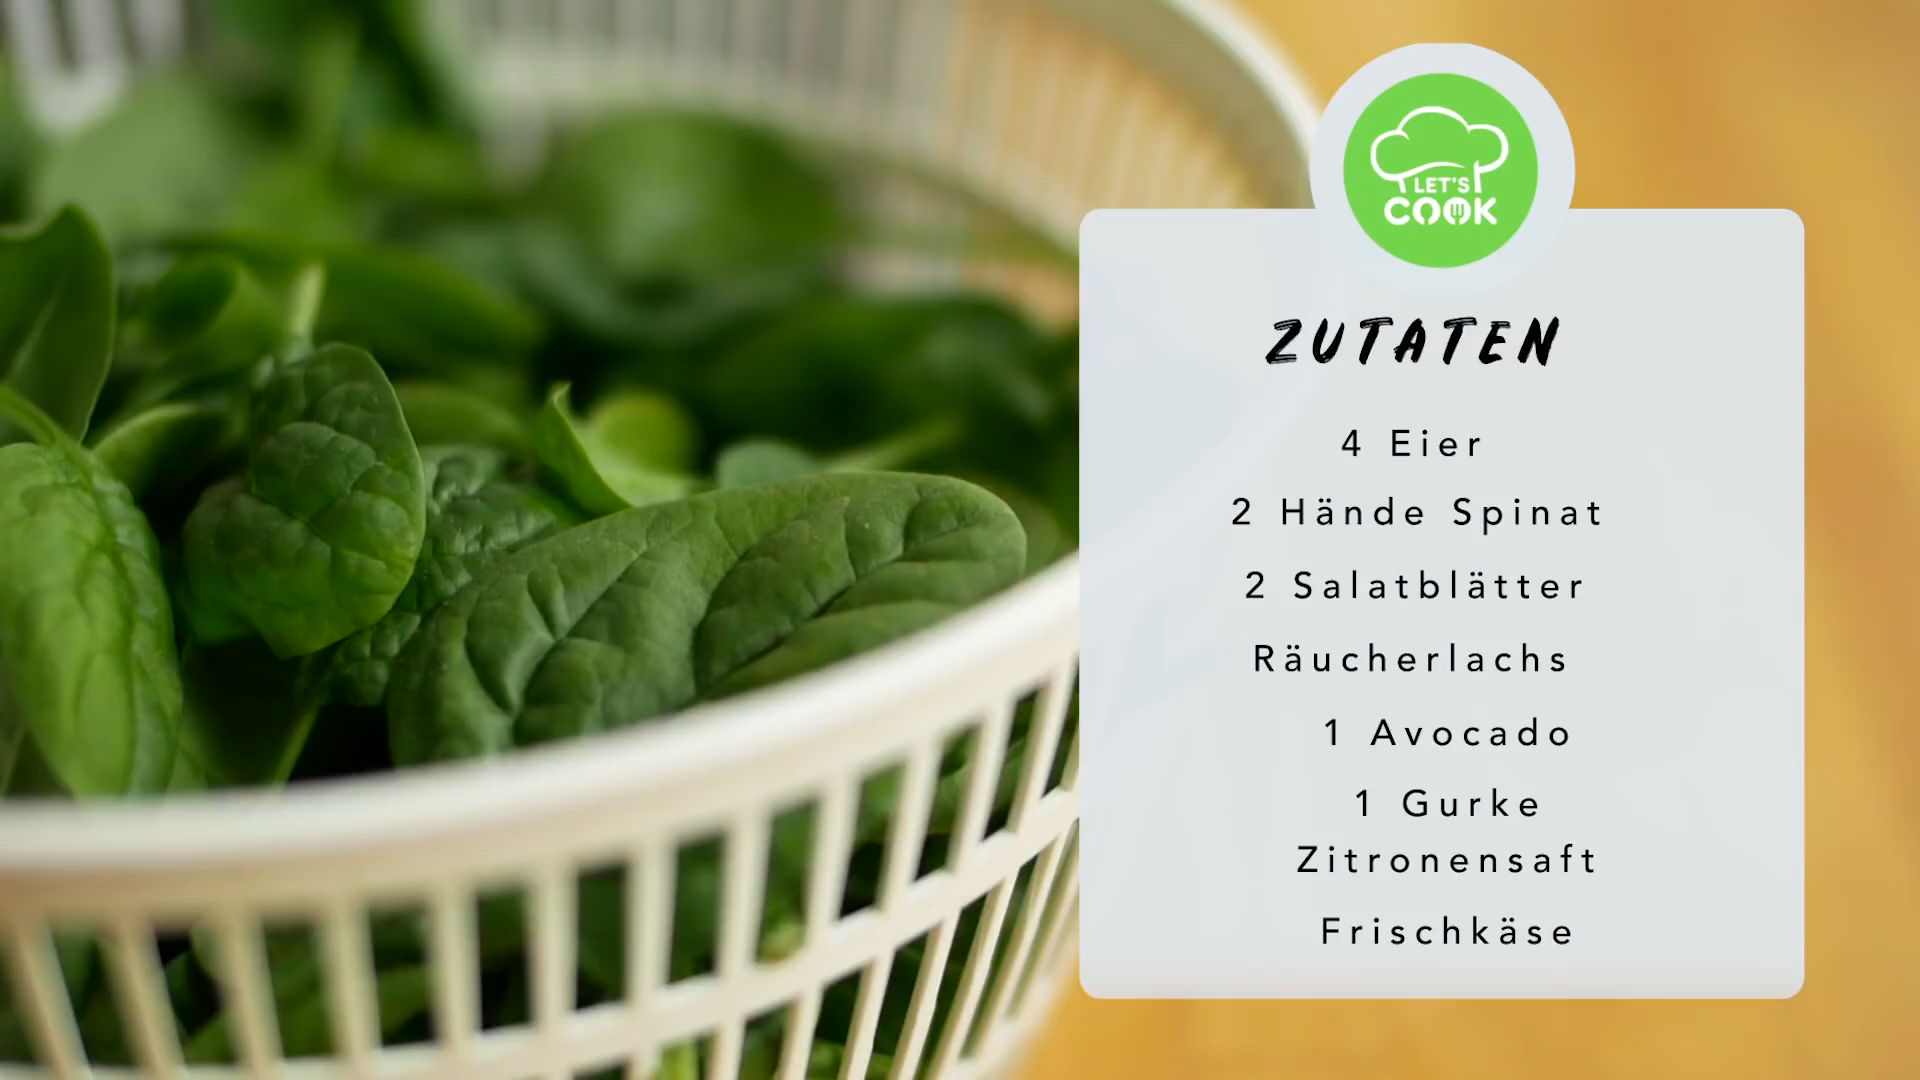 LET'S
COOK
ZUTATEN
4 Eier
2 Hände Spinat
2 Salatblätter
Räucherlachs
1 Avocado
1 Gurke
Zitronensaft
Frischkäse